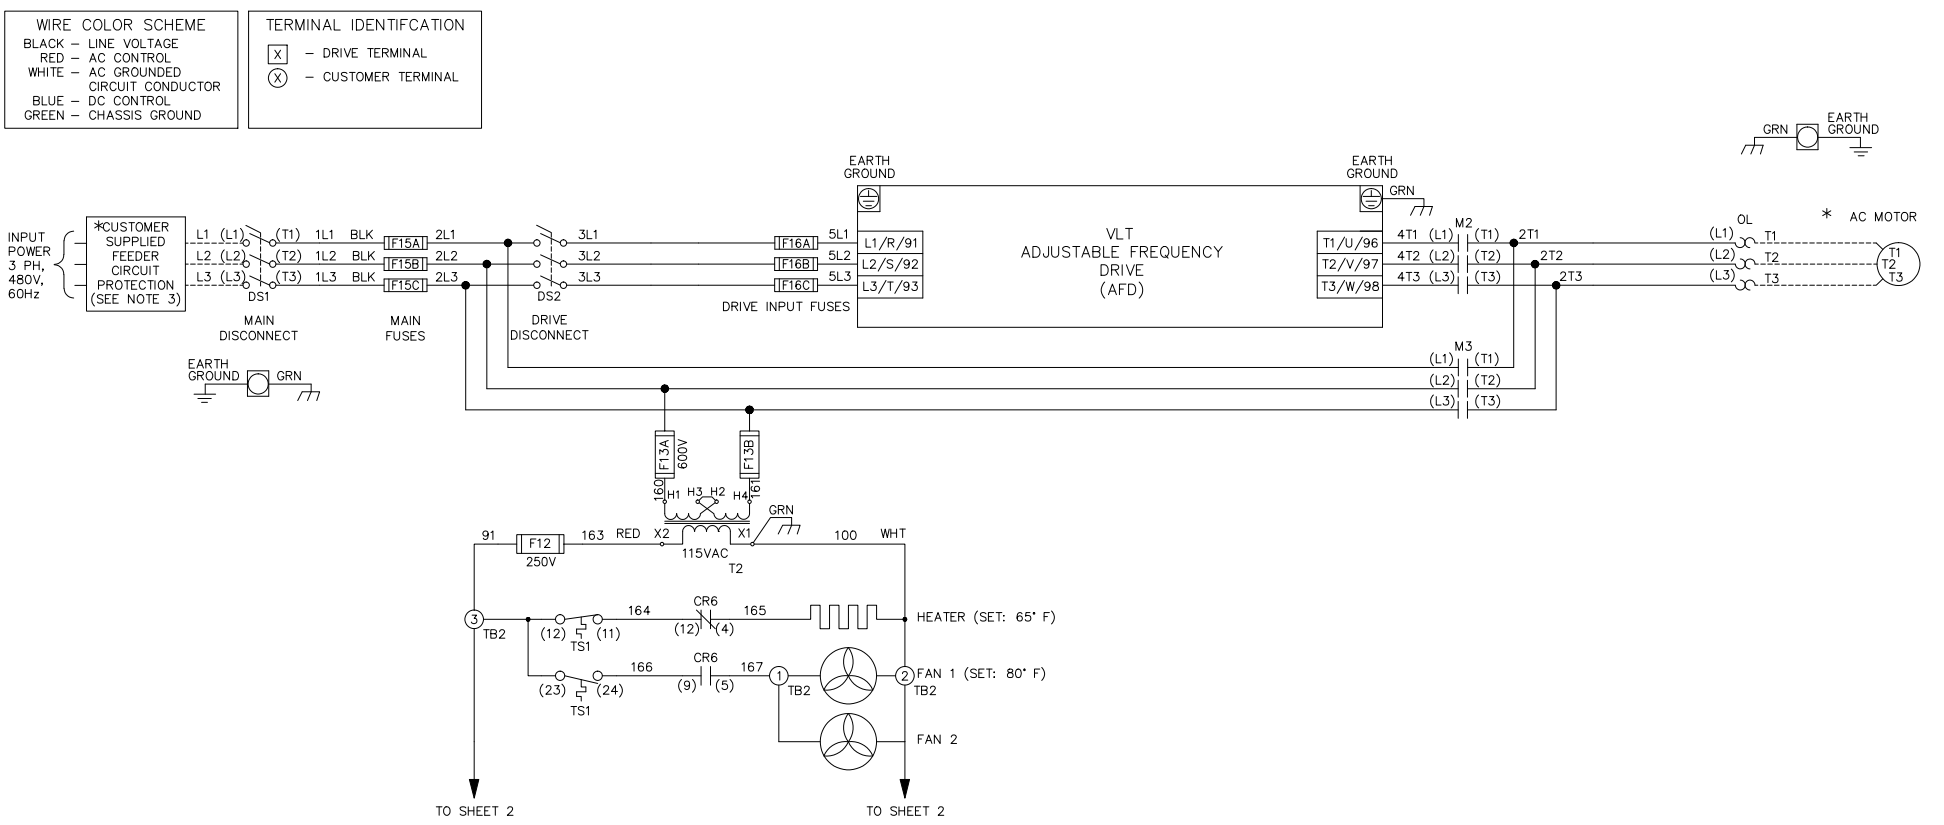 WIRE COLOR SCHEME
BLACK – LINE VOLTAGE
RED – AC CONTROL
WHITE – AC GROUNDED
CIRCUIT CONDUCTOR
BLUE – DC CONTROL
GREEN – CHASSIS GROUND
TERMINAL IDENTIFCATION
X – DRIVE TERMINAL
X – CUSTOMER TERMINAL
GRN
EARTH
GROUND
INPUT
POWER
3 PH,
480V,
60Hz
*CUSTOMER
SUPPLIED
FEEDER
CIRCUIT
PROTECTION
(SEE NOTE 3)
L1 (L1) (T1) 1L1 BLK F15A 2L1 3L1 F16A 5L1 L1/R/91
L2 (L2) (T2) 1L2 BLK F15B 2L2 3L2 F16B 5L2 L2/S/92
L3 (L3) (T3) 1L3 BLK F15C 2L3 3L3 F16C 5L3 L3/T/93
DS1
DS2
MAIN
DISCONNECT
MAIN
FUSES
DRIVE
DISCONNECT
DRIVE INPUT FUSES
EARTH
GROUND
VLT
ADJUSTABLE FREQUENCY
DRIVE
(AFD)
EARTH
GROUND
GRN
M2
T1/U/96 4T1 (L1) (T1) 2T1
T2/V/97 4T2 (L2) (T2) 2T2
T3/W/98 4T3 (L3) (T3) 2T3
OL
(L1) T1
(L2) T2
(L3) T3
* AC MOTOR
T1
T2
T3
M3
(L1) (T1)
(L2) (T2)
(L3) (T3)
EARTH
GROUND
GRN
F13A
600V
F13B
160
161
H1 H3 H2 H4
GRN
91 F12 163 RED X2 X1 100 WHT
250V
115VAC
T2
3
TB2
(12) (11)
TS1
164
CR6
(12) (4)
165
HEATER (SET: 65° F)
(23) (24)
TS1
166
CR6
(9) (5)
167
1
TB2
2
TB2
FAN 1 (SET: 80° F)
FAN 2
TO SHEET 2
TO SHEET 2